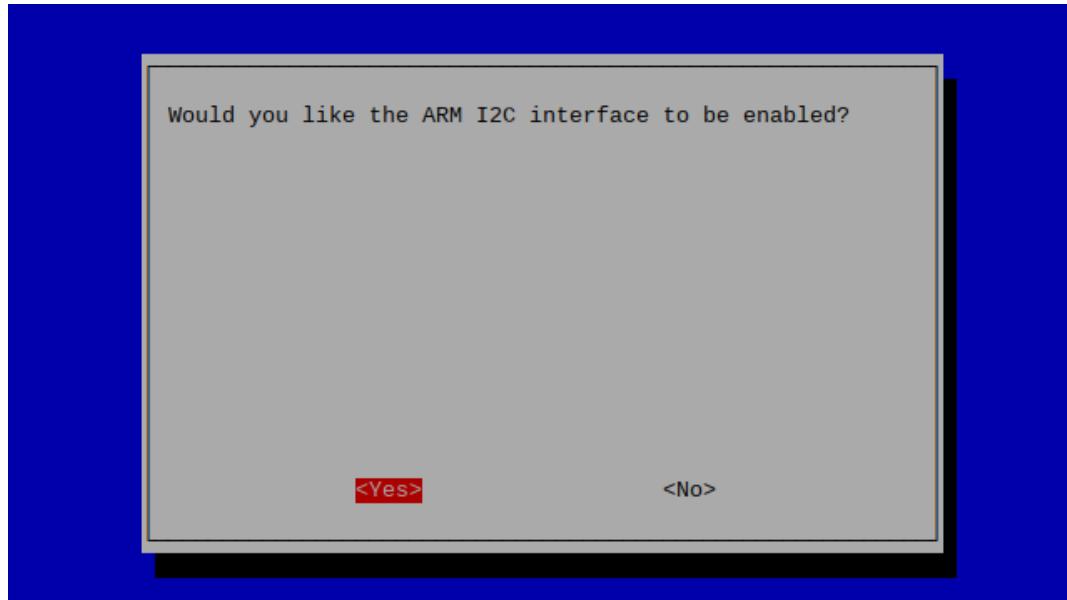 Would you like the ARM I2C interface to be enabled?
<Yes> <No>